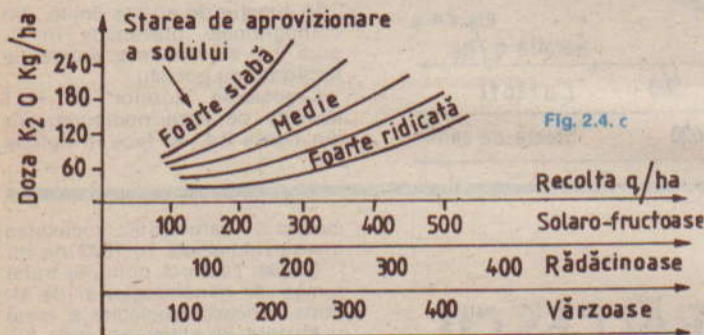 Starea de aprovizionare
a solului
Doza K2 O Kg/ha
240
180
120
60
Foarte slabă
Medie
Foarte ridicată
Fig. 2.4. c
Recolta q/ha
100 200 300 400 500
Solaro-fructoase
100 200 300 400 Rădăcinoase
100 200 300 400 Vărzoase